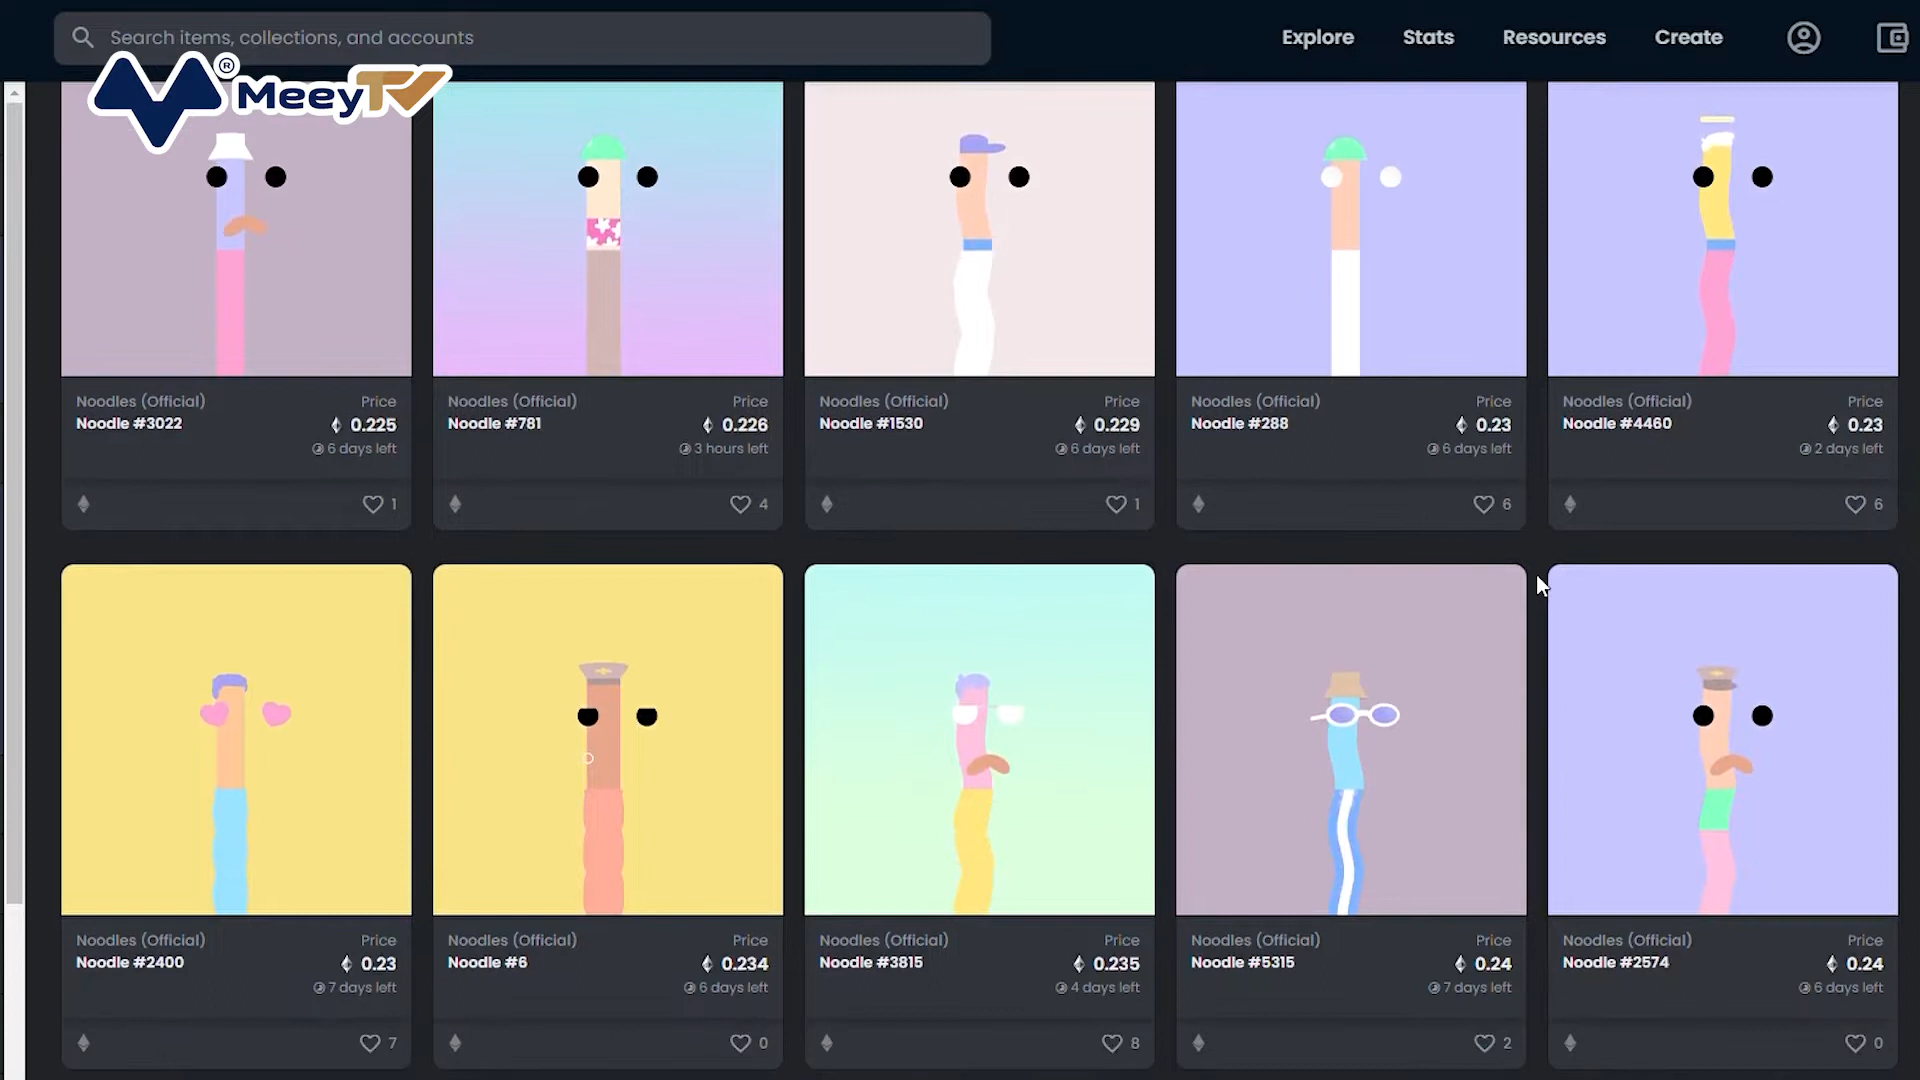 Search items, collections, and accounts
Explore
Stats
Resources
Create
MeeyTV®
Noodles (Official) Price
Noodle #3022 0.225
6 days left
1
Noodles (Official) Price
Noodle #781 0.226
3 hours left
4
Noodles (Official) Price
Noodle #1530 0.229
6 days left
1
Noodles (Official) Price
Noodle #288 0.23
6 days left
6
Noodles (Official) Price
Noodle #4460 0.23
2 days left
6
Noodles (Official) Price
Noodle #2400 0.23
7 days left
7
Noodles (Official) Price
Noodle #6 0.234
6 days left
0
Noodles (Official) Price
Noodle #3815 0.235
4 days left
8
Noodles (Official) Price
Noodle #5315 0.24
7 days left
2
Noodles (Official) Price
Noodle #2574 0.24
6 days left
0